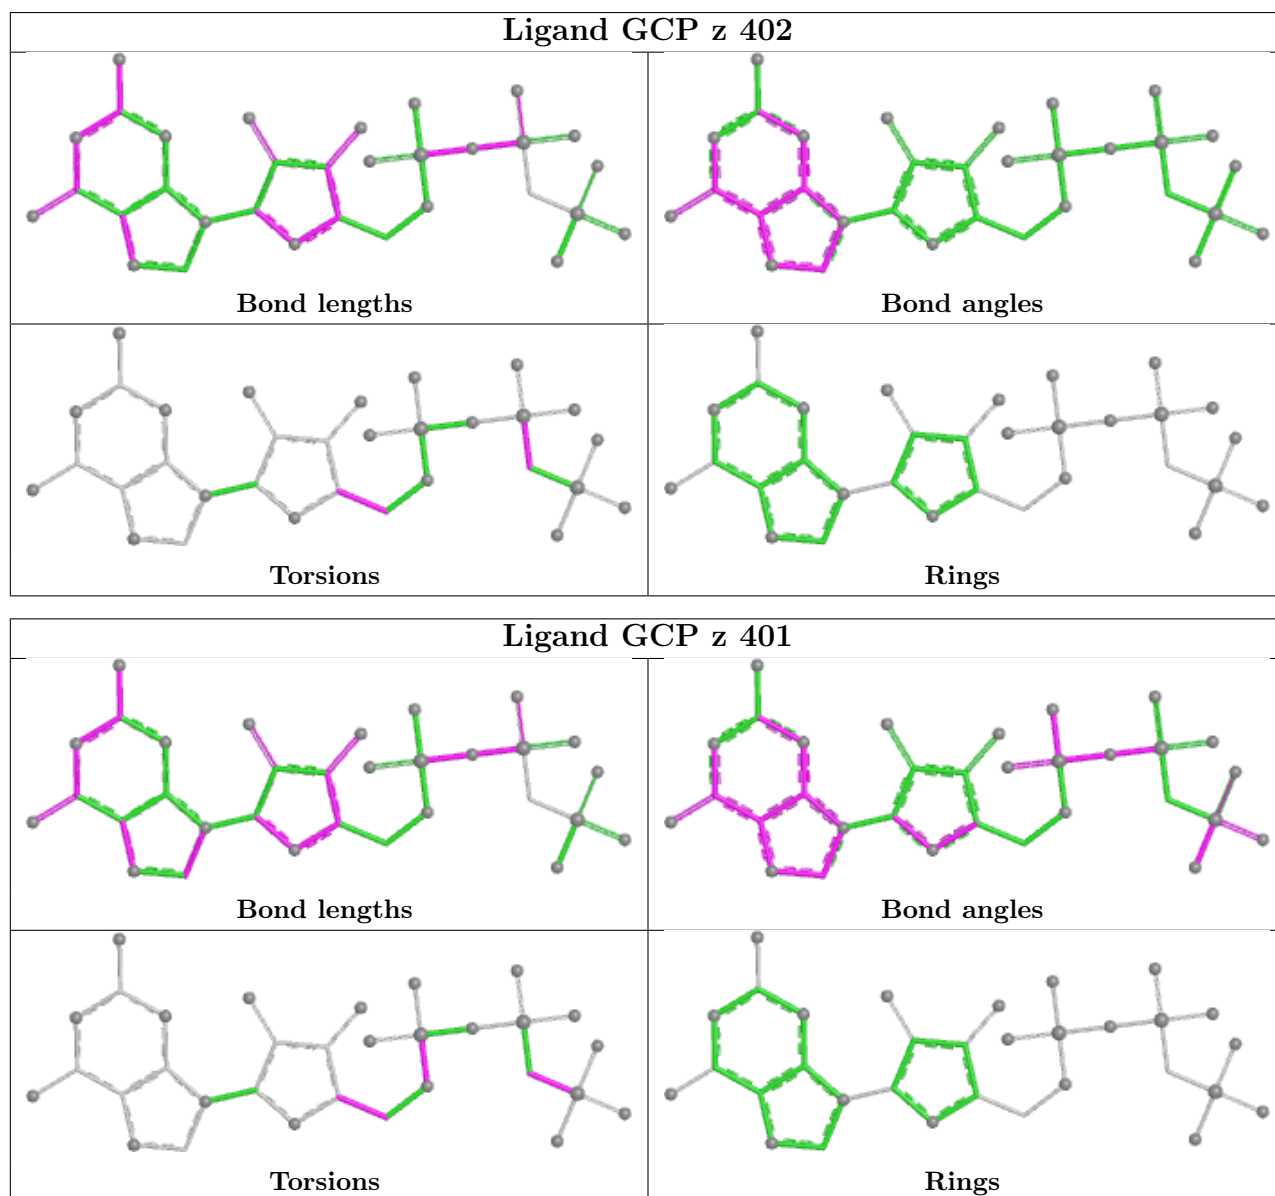 Ligand GCP z 402
Bond lengths
Bond angles
Torsions
Rings
Ligand GCP z 401
Bond lengths
Bond angles
Torsions
Rings